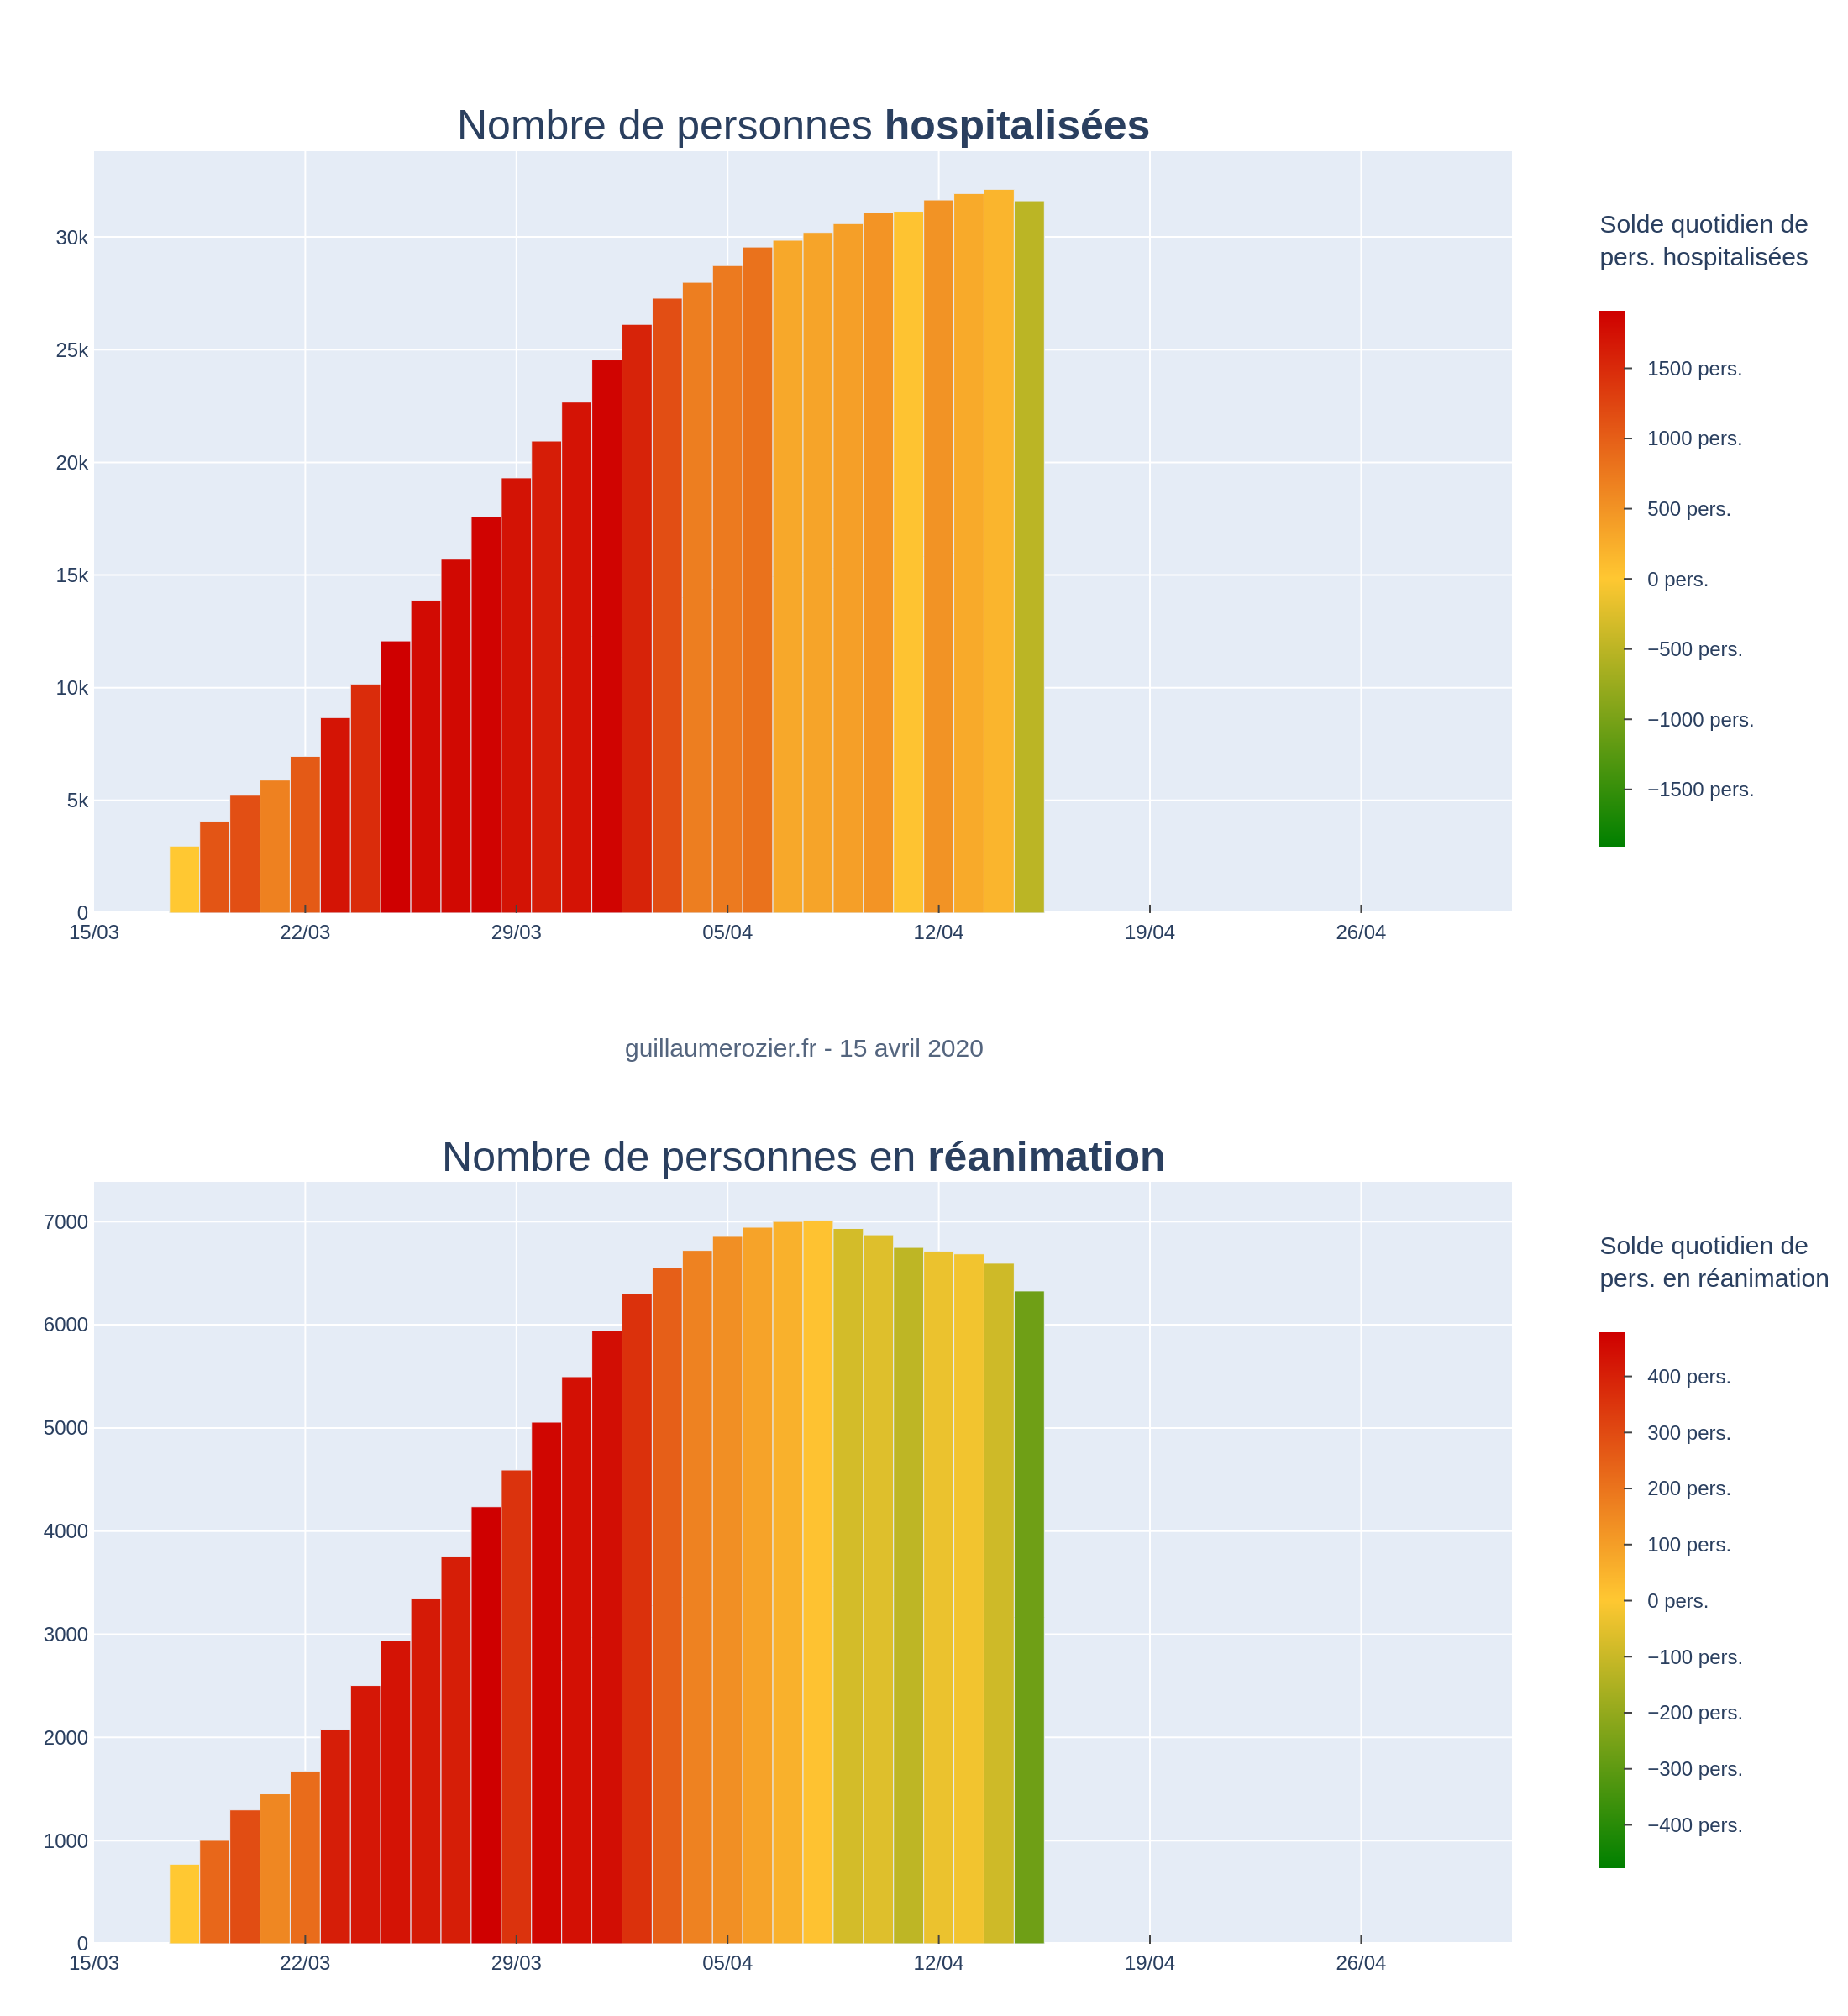 Nombre de personnes hospitalisées
30k
25k
20k
15k
10k
5k
0
15/03 22/03 29/03 05/04 12/04 19/04 26/04
Solde quotidien de
pers. hospitalisées
1500 pers.
1000 pers.
500 pers.
0 pers.
−500 pers.
−1000 pers.
−1500 pers.
guillaumerozier.fr - 15 avril 2020
Nombre de personnes en réanimation
7000
6000
5000
4000
3000
2000
1000
0
15/03 22/03 29/03 05/04 12/04 19/04 26/04
Solde quotidien de
pers. en réanimation
400 pers.
300 pers.
200 pers.
100 pers.
0 pers.
−100 pers.
−200 pers.
−300 pers.
−400 pers.